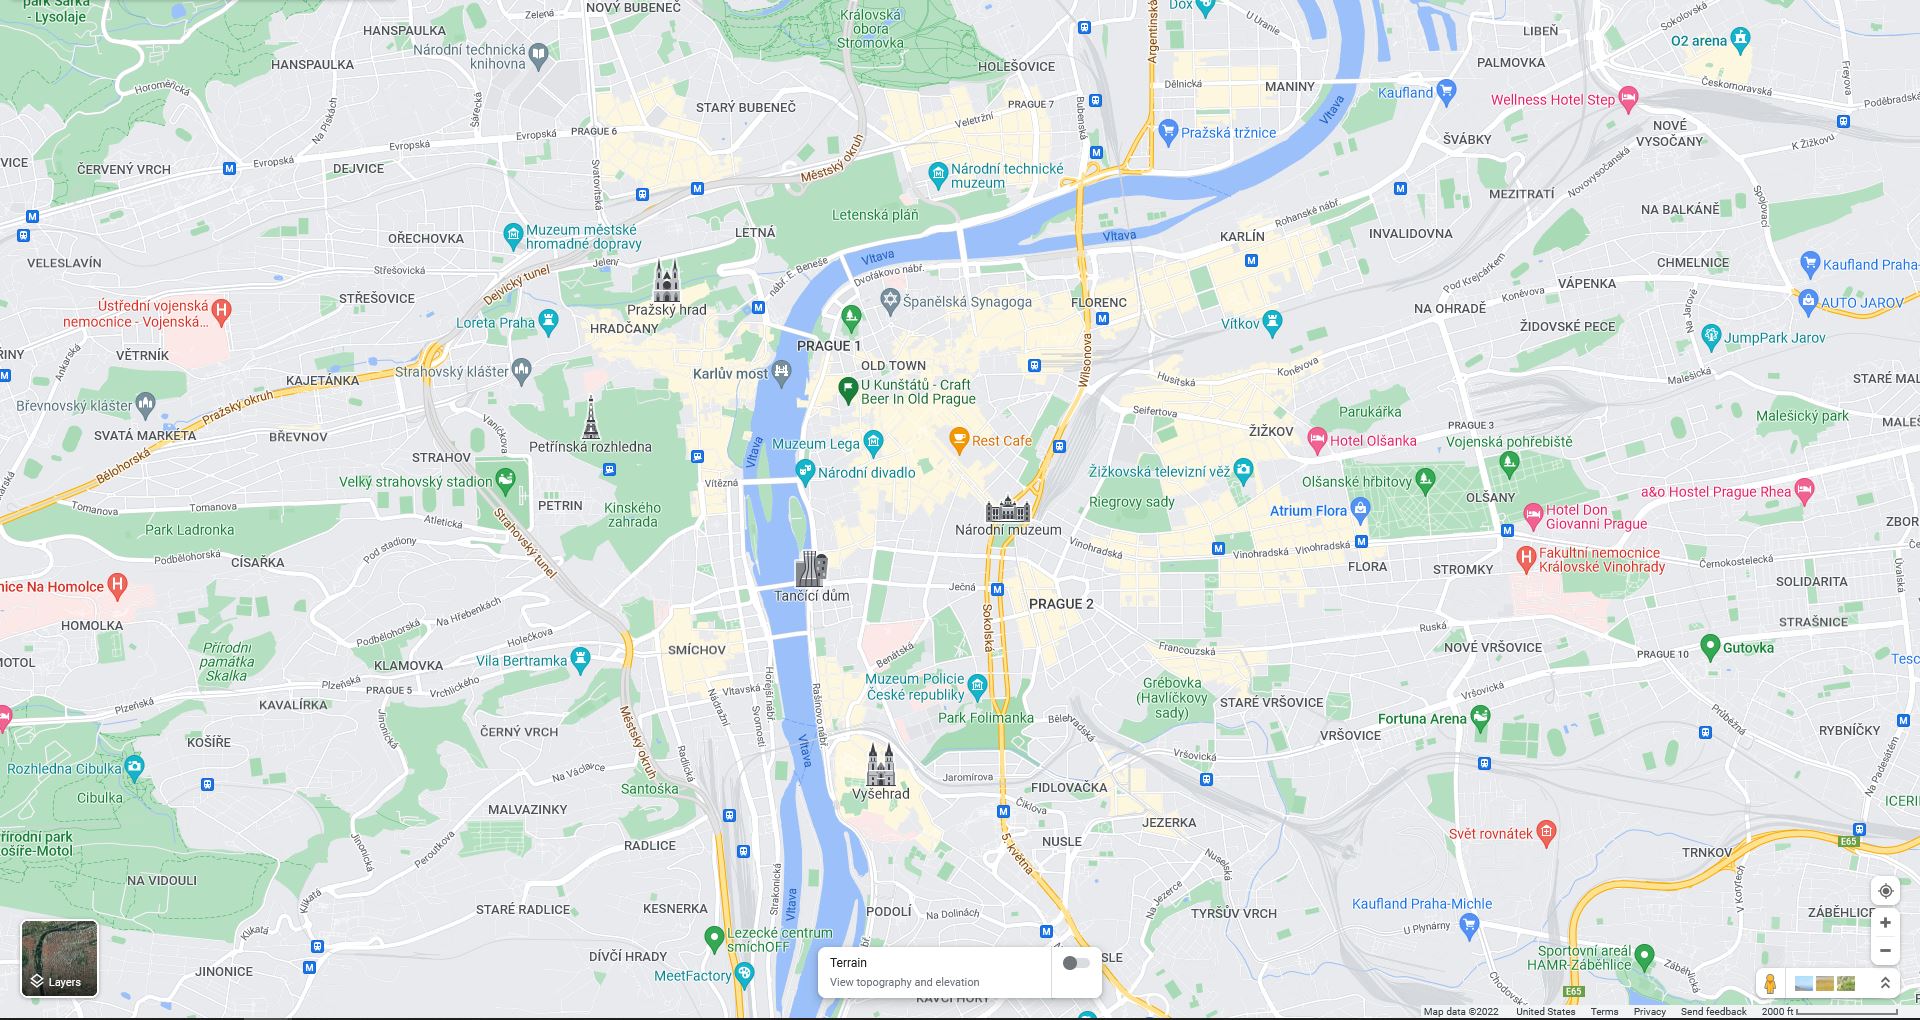 park Šárka
- Lysolaje
Zelená
NOVÝ BUBENEČ
Královská
obora
Stromovka
Dox
U Uranie
Argentinská
LIBEŇ
Sokolovská
O2 arena
HANSPAULKA
Národní technická
knihovna
HANSPAULKA
HOLEŠOVICE
PALMOVKA
Freyova
Horoměřická
Na Pískách
Šárecká
STARÝ BUBENEČ
PRAGUE 7
Veletržní
Bubenská
Dělnická
MANINY
Kaufland
Vltava
Wellness Hotel Step
Českomoravská
Poděbradská
Evropská
PRAGUE 6
Evropská
Evropská
Pražská tržnice
ŠVÁBKY
NOVÉ
VYSOČANY
K Žižkovu
VICE
ČERVENÝ VRCH
DEJVICE
Svatovítská
Městský okruh
Národní technické
muzeum
Novovysočanská
Spojovací
MEZITRATÍ
NA BALKÁNĚ
Letenská pláň
Rohanské nábř.
VELESLAVÍN
OŘECHOVKA
Muzeum městské
hromadné dopravy
LETNÁ
Vltava
KARLÍN
INVALIDOVNA
Střešovická
Jelení
Dejvický tunel
nábř. E. Beneše
Vltava
Dvořákovo nábř.
Pod Krejcárkem
CHMELNICE
Kaufland Praha-
STŘEŠOVICE
Pražský hrad
Španělská Synagoga
FLORENC
VÁPENKA
Koněvova
Na Jarově
AUTO JAROV
Ústřední vojenská
nemocnice - Vojenská...
Loreta Praha
HRADČANY
Vítkov
NA OHRADĚ
ŽIDOVSKÉ PECE
JumpPark Jarov
INY
VĚTRNÍK
Ankarská
PRAGUE 1
OLD TOWN
Wilsonova
Koněvova
Malešická
STARÉ MAL
KAJETÁNKA
Strahovský klášter
Karlův most
Husitská
U Kunštátů - Craft
Beer In Old Prague
Břevnovský klášter
Pražský okruh
Seifertova
Parukářka
Malešický park
SVATÁ MARKÉTA
BŘEVNOV
Vaníčkova
Petřínská rozhledna
Muzeum Lega
Rest Cafe
ŽIŽKOV
Hotel Olšanka
PRAGUE 3
Vojenská pohřebiště
MALEŠ
Bělohorská
STRAHOV
Vltava
Národní divadlo
Žižkovská televizní věž
Velký strahovský stadion
Vítězná
Olšanské hřbitovy
OLŠANY
a&o Hostel Prague Rhea
Tomanova
Tomanova
PETRIN
Kinského
zahrada
Riegrovy sady
Atrium Flora
Hotel Don
Giovanni Prague
ZBOR
Park Ladronka
Atletická
Strahovský tunel
Národní muzeum
Pod stadiony
Podbělohorská
CÍSAŘKA
Vinohradská
Vinohradská
Vinohradská
FLORA
STROMKY
Fakultní nemocnice
Královské Vinohrady
Černokostelecká
SOLIDARITA
nice Na Homolce
Tančící dům
Ječná
Sokolská
PRAGUE 2
Úvalská
HOMOLKA
Na Hřebenkách
Podbělohorská
Holečkova
Ruská
STRAŠNICE
Přírodní
památka
Skalka
SMÍCHOV
Benátská
Francouzská
NOVÉ VRŠOVICE
PRAGUE 10
Gutovka
MOTOL
KLAMOVKA
Vila Bertramka
Plzeňská
PRAGUE 5
Vrchlického
Tesc
Plzeňská
KAVALÍRKA
Jinonická
Městský okruh
Nádražní
Vltavská
Hořejší nábř.
Svornosti
Rašínovo nábř.
Muzeum Policie
České republiky
Grébovka
(Havlíčkovy
sady)
STARÉ VRŠOVICE
Vršovická
Fortuna Arena
Průběžná
Park Folimanka
Bělehradská
KOŠÍŘE
ČERNÝ VRCH
VRŠOVICE
RYBNÍČKY
Rozhledna Cibulka
Radlická
Vltava
Vršovická
Na Padesátém
Na Václavce
Cibulka
Santoška
Vyšehrad
Jaromírova
FIDLOVAČKA
Čiklova
ICERI
MALVAZINKY
JEZERKA
řírodní park
ošíře-Motol
Peroutkova
Jinonická
RADLICE
NUSLE
5. května
Nuselská
Svět rovnátek
TRNKOV
E65
NA VIDOULI
Klikatá
Strakonická
Vltava
Na Jezerce
Chodovská
V Korytech
STARÉ RADLICE
KESNERKA
PODOLÍ
Na Dolinách
TYRŠŮV VRCH
Kaufland Praha-Michle
U Plynárny
ZÁBĚHLICE
Klikatá
Lezecké centrum
smíchOFF
DÍVČÍ HRADY
Sportovní areál
HAMR Záběhlice
JINONICE
MeetFactory
Terrain
View topography and elevation
SLE
KAVČÍ HORY
Layers
E65
Map data ©2022 United States Terms Privacy Send feedback 2000 ft